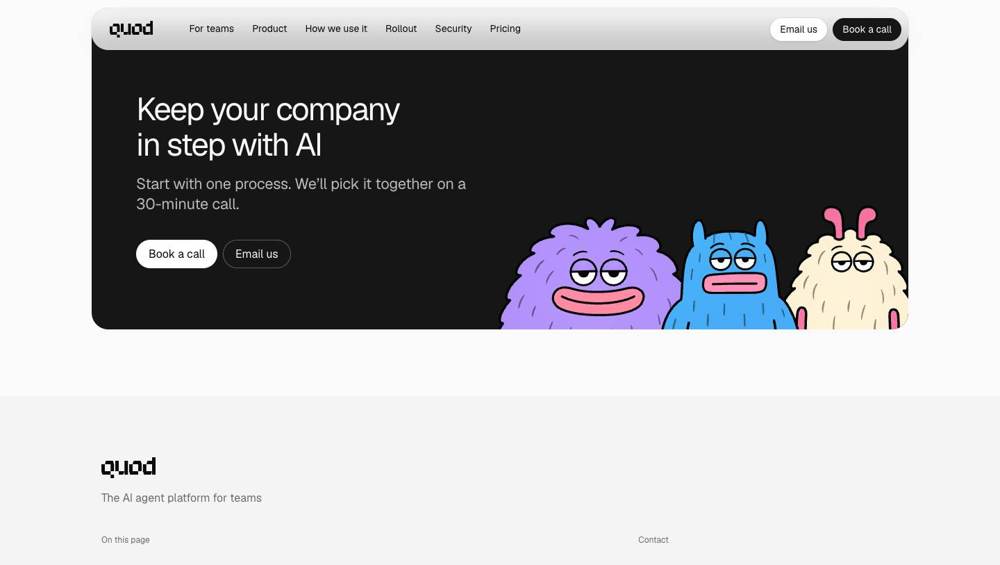 quod
For teams
Product
How we use it
Rollout
Security
Pricing
Email us
Book a call
Keep your company
in step with AI
Start with one process. We’ll pick it together on a
30-minute call.
Book a call
Email us
quod
The AI agent platform for teams
On this page
Contact